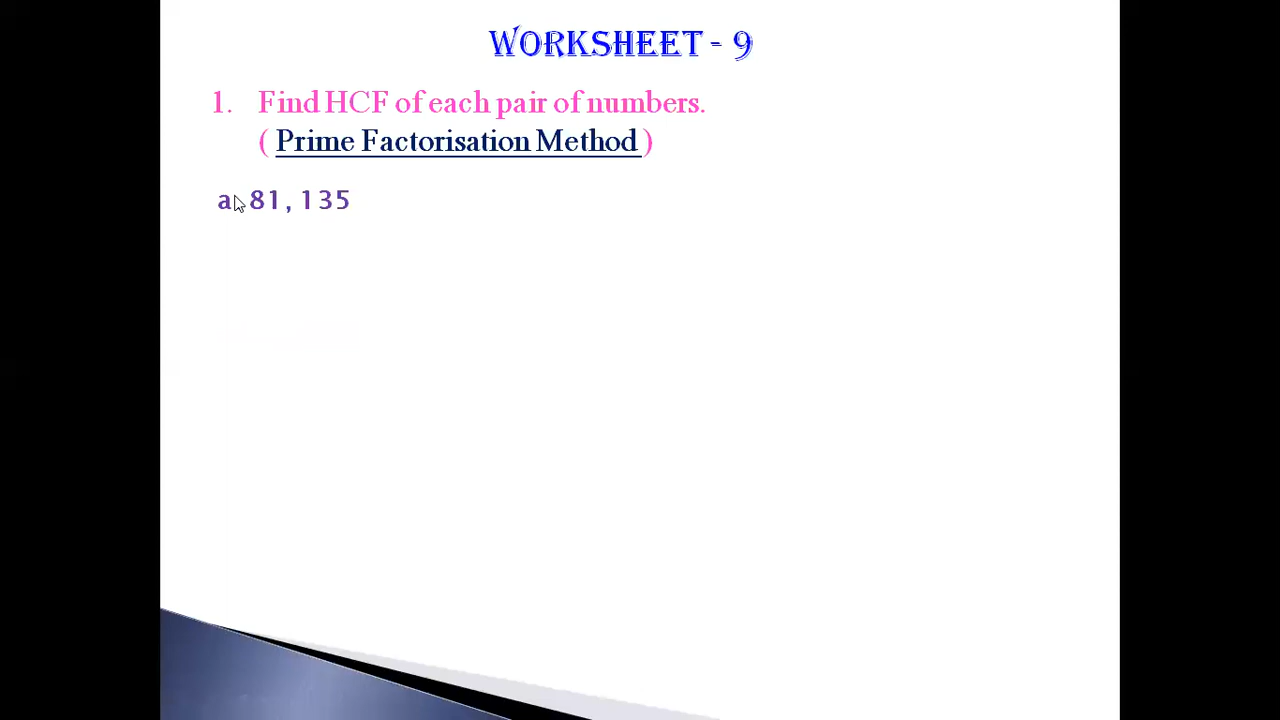 WORKSHEET - 9
1. Find HCF of each pair of numbers.
( Prime Factorisation Method )
a. 81, 135